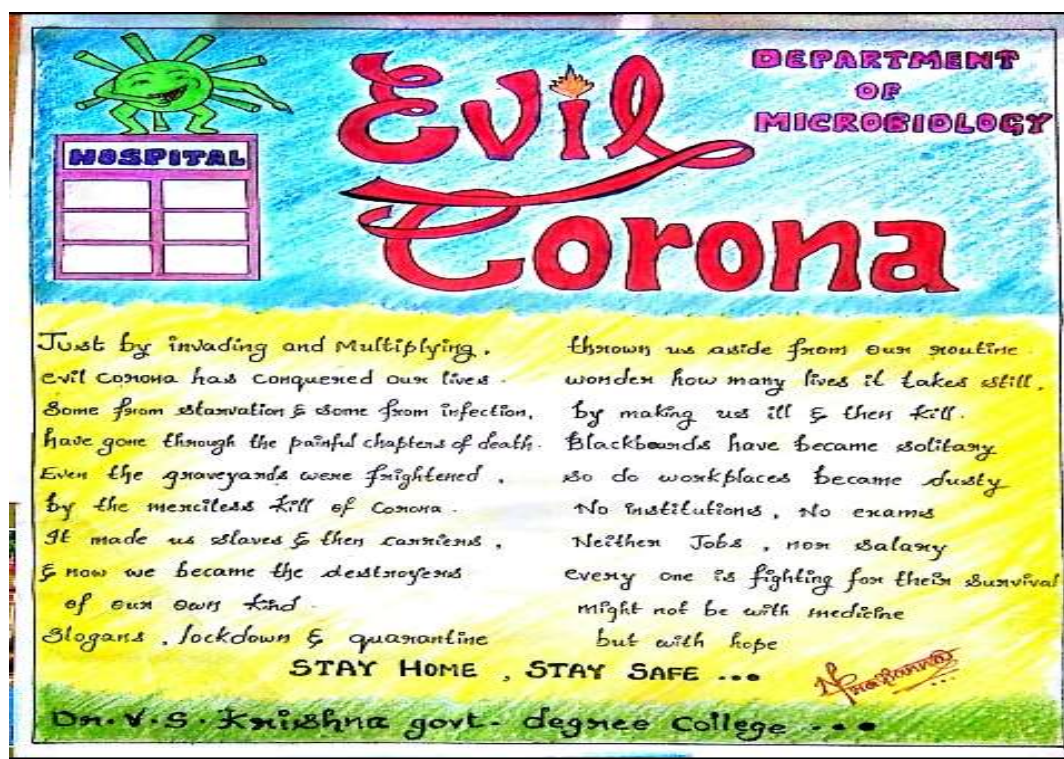 HOSPITAL
Evil
Corona
DEPARTMENT
OF
MICROBIOLOGY
Just by invading and Multiplying,
evil corona has conquered our lives.
Some from starvation & some from infection,
have gone through the painful chapters of death.
Even the graveyards were frightened,
by the merciless kill of Corona.
It made us slaves & then carriers,
& now we became the destroyers
of our own kind.
Slogans, lockdown & quarantine
thrown us aside from our routine.
wonder how many lives it takes still,
by making us ill & then kill.
Blackboards have became solitary
so do workplaces became dusty
No institutions, No exams
Neither Jobs, nor salary
every one is fighting for their survival
might not be with medicine
but with hope
STAY HOME, STAY SAFE ...
Dr. V. S. Krishna govt. degree College ...